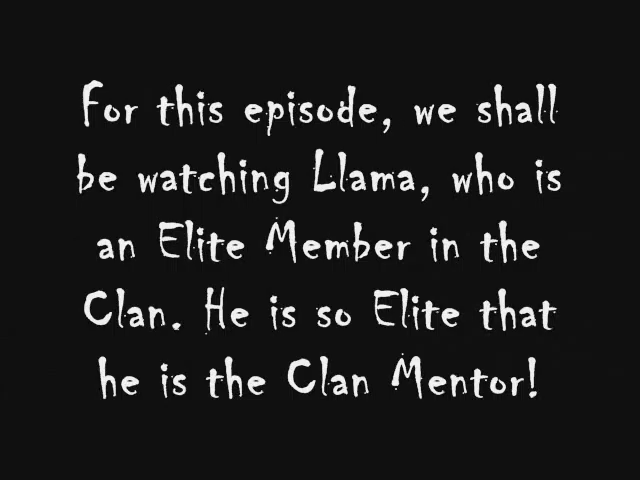 For this episode, we shall
be watching Llama, who is
an Elite Member in the
Clan. He is so Elite that
he is the Clan Mentor!